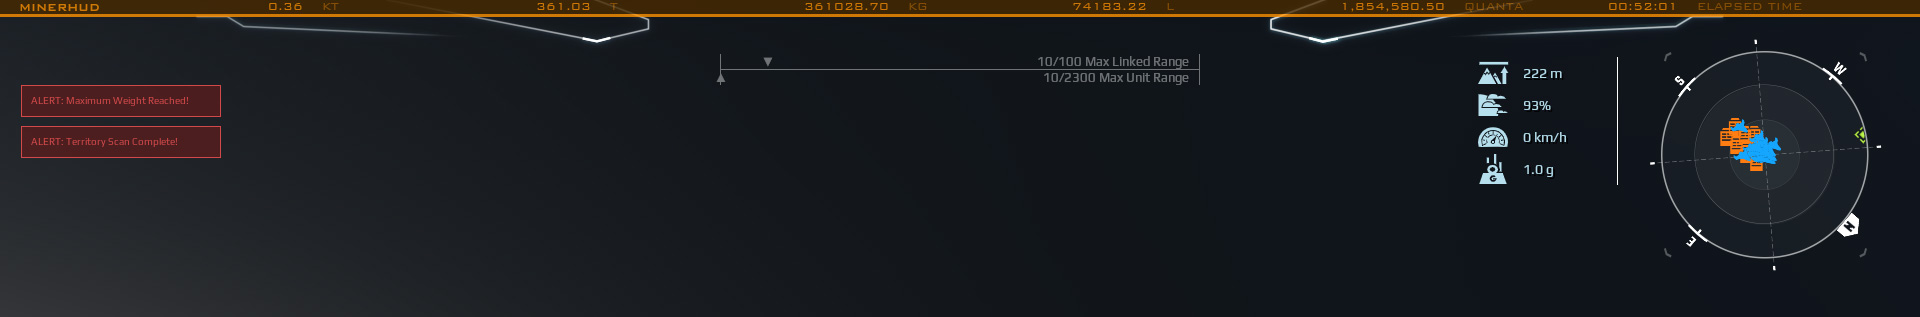 MINERHUD 0.36 KT 361.03 T 361028.70 KG 74183.22 L 1,854,580.50 QUANTA 00:52:01 ELAPSED TIME
10/100 Max Linked Range
10/2300 Max Unit Range
ALERT: Maximum Weight Reached!
ALERT: Territory Scan Complete!
222 m
93%
0 km/h
1.0 g
G
S
W
E
N